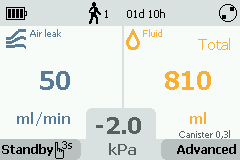 1 01d 10h
Air leak
Fluid
Total
50
810
ml/min
ml
-2.0
Canister 0,3l
Standby 3s
kPa
Advanced